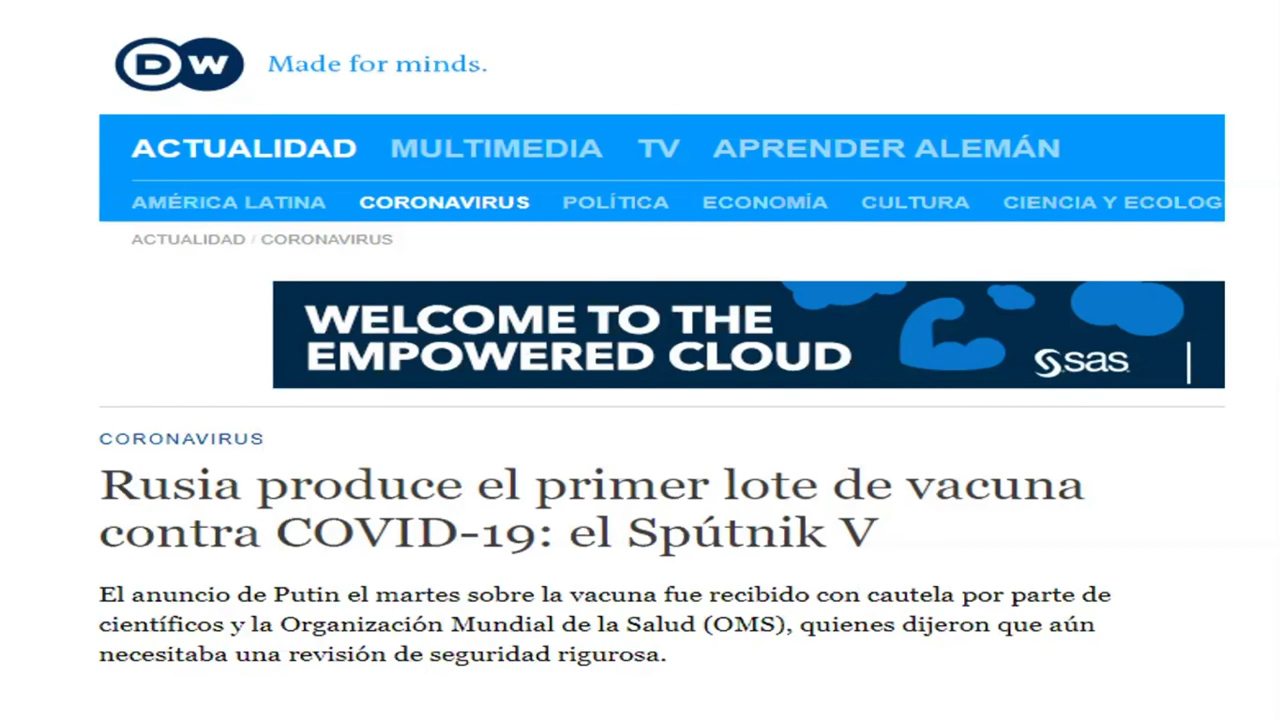 DW Made for minds.
ACTUALIDAD MULTIMEDIA TV APRENDER ALEMÁN
AMÉRICA LATINA CORONAVIRUS POLÍTICA ECONOMÍA CULTURA CIENCIA Y ECOLOG
ACTUALIDAD / CORONAVIRUS
WELCOME TO THE
EMPOWERED CLOUD
sas
CORONAVIRUS
Rusia produce el primer lote de vacuna
contra COVID-19: el Spútnik V
El anuncio de Putin el martes sobre la vacuna fue recibido con cautela por parte de
científicos y la Organización Mundial de la Salud (OMS), quienes dijeron que aún
necesitaba una revisión de seguridad rigurosa.